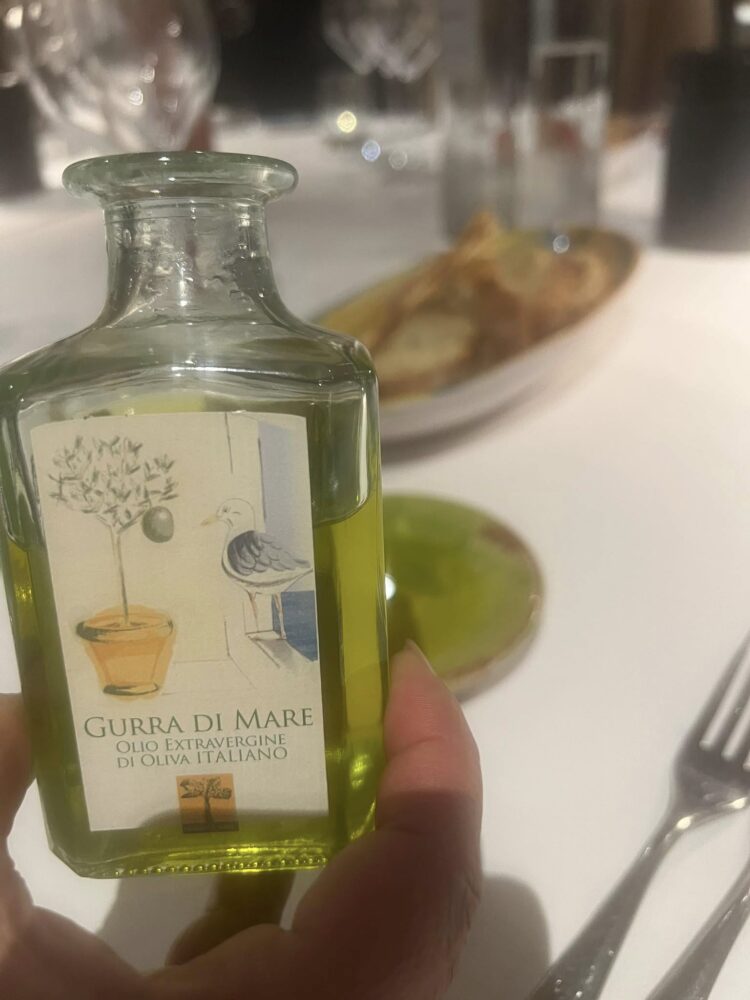 GURRA DI MARE
OLIO EXTRAVERGINE
DI OLIVA ITALIANO